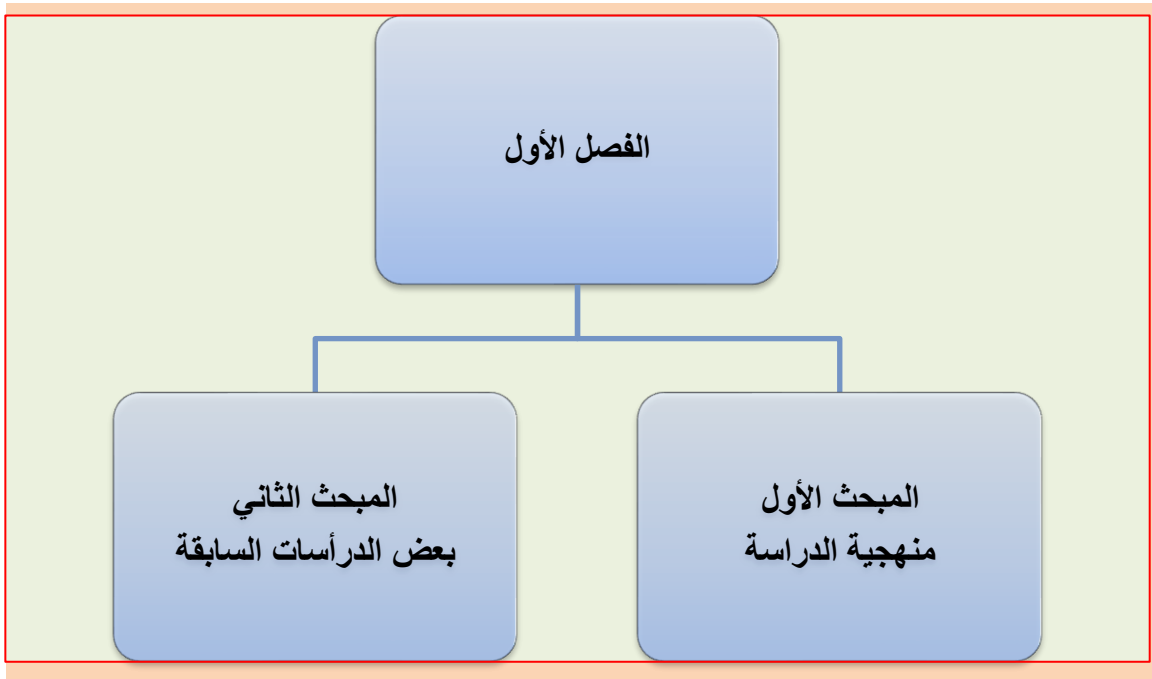 الفصل الأول
المبحث الأول
منهجية الدراسة
المبحث الثاني
بعض الدرأسات السابقة